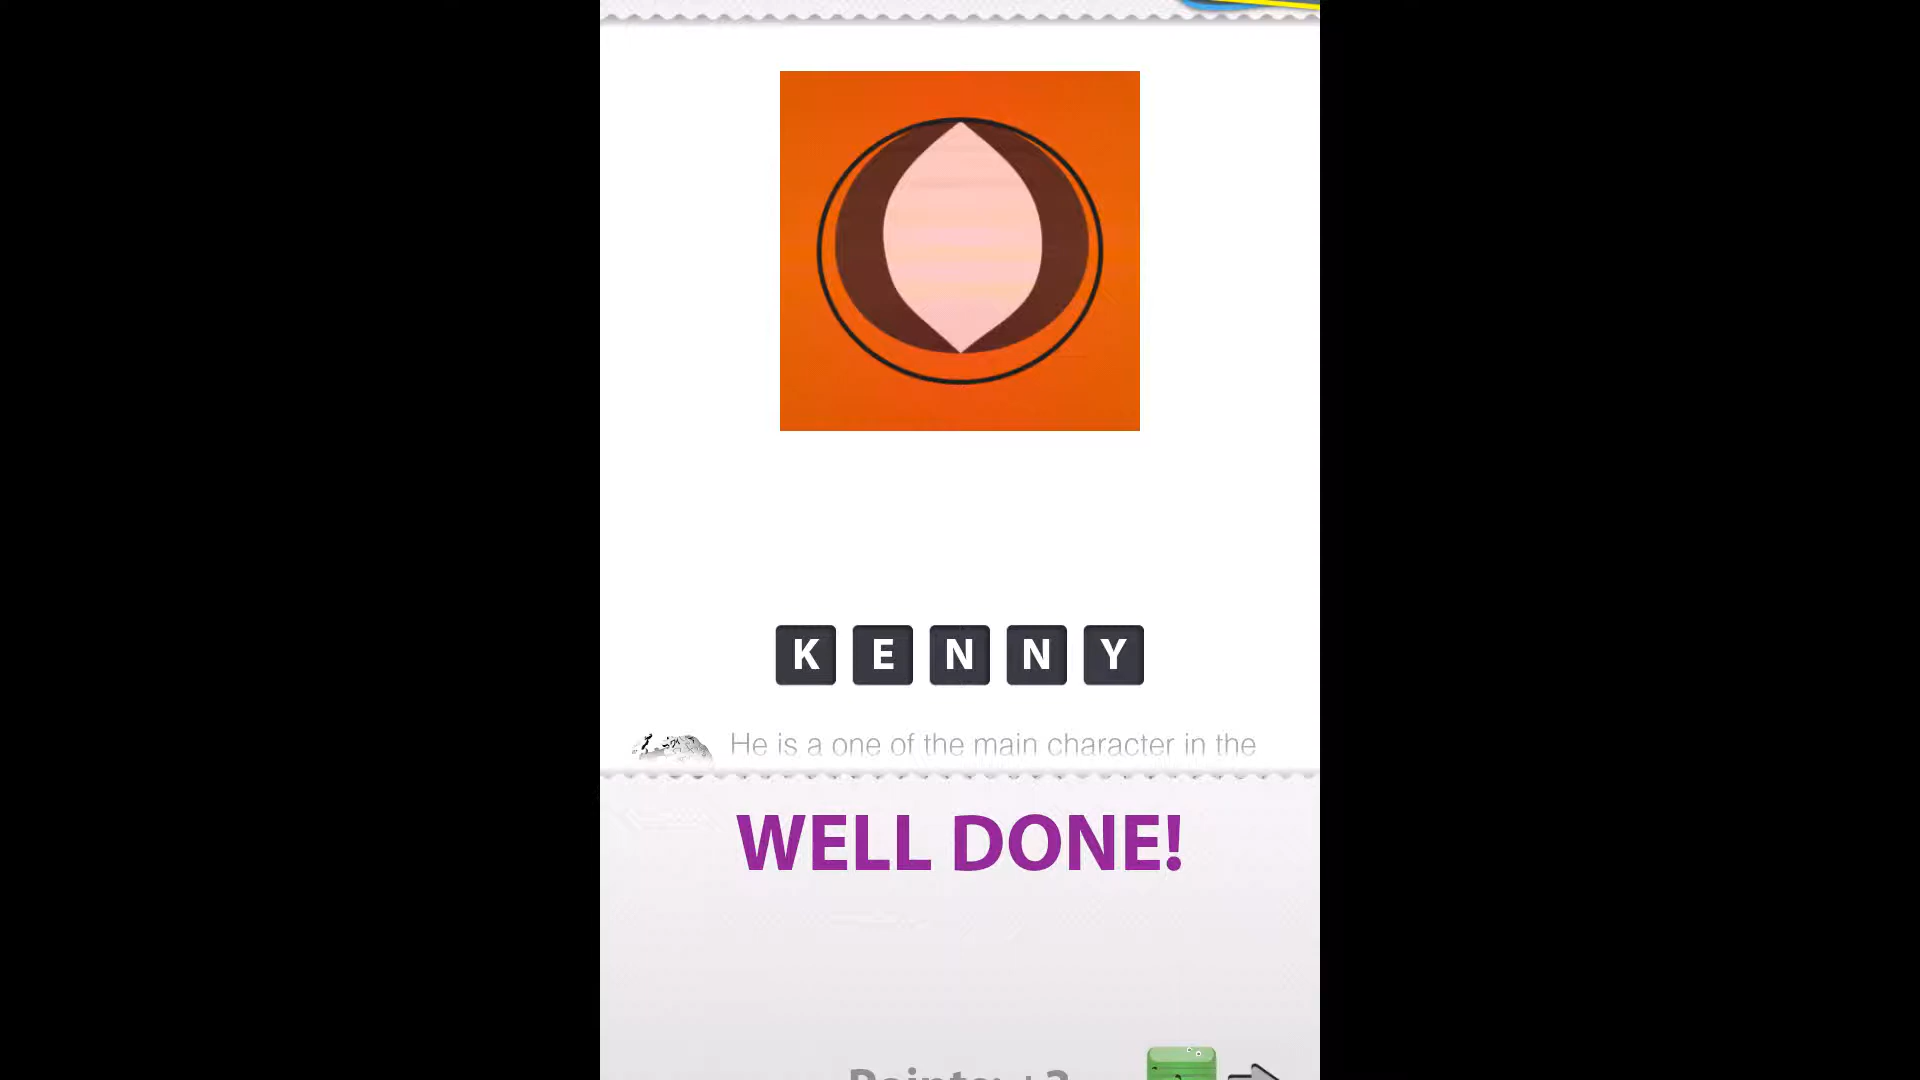 KENNY
He is a one of the main character in the
WELL DONE!